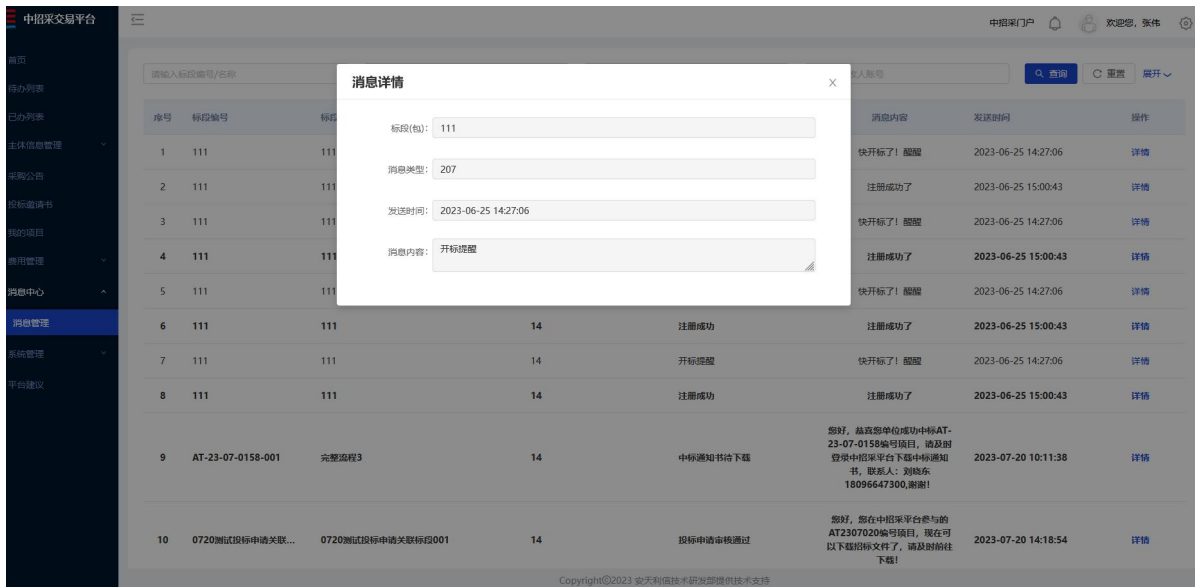 中招采交易平台
中招采门户
欢迎您，张伟
首页
待办列表
已办列表
主体信息管理
采购公告
投标邀请书
我的项目
费用管理
消息中心
消息管理
系统管理
平台建议
请输入标段编号/名称
收人账号
查询
重置
展开
消息详情
标段(包)： 111
消息类型： 207
发送时间： 2023-06-25 14:27:06
消息内容： 开标提醒
序号 标段编号 标段 消息内容 发送时间 操作
1 111 111 快开标了！醒醒 2023-06-25 14:27:06 详情
2 111 111 注册成功了 2023-06-25 15:00:43 详情
3 111 111 快开标了！醒醒 2023-06-25 14:27:06 详情
4 111 111 注册成功了 2023-06-25 15:00:43 详情
5 111 111 快开标了！醒醒 2023-06-25 14:27:06 详情
6 111 111 14 注册成功 注册成功了 2023-06-25 15:00:43 详情
7 111 111 14 开标提醒 快开标了！醒醒 2023-06-25 14:27:06 详情
8 111 111 14 注册成功 注册成功了 2023-06-25 15:00:43 详情
您好，恭喜您单位成功中标AT-
23-07-0158编号项目，请及时
9 AT-23-07-0158-001 完整流程3 14 中标通知书待下载 登录中招采平台下载中标通知 2023-07-20 10:11:38 详情
书，联系人：刘晓东
18096647300,谢谢!
您好，您在中招采平台参与的
AT2307020编号项目，现在可
10 0720测试投标申请关联... 0720测试投标申请关联标段001 14 投标申请审核通过 以下载招标文件了，请及时前往 2023-07-20 14:18:54 详情
下载!
Copyright©2023 安天利信技术研发部提供技术支持